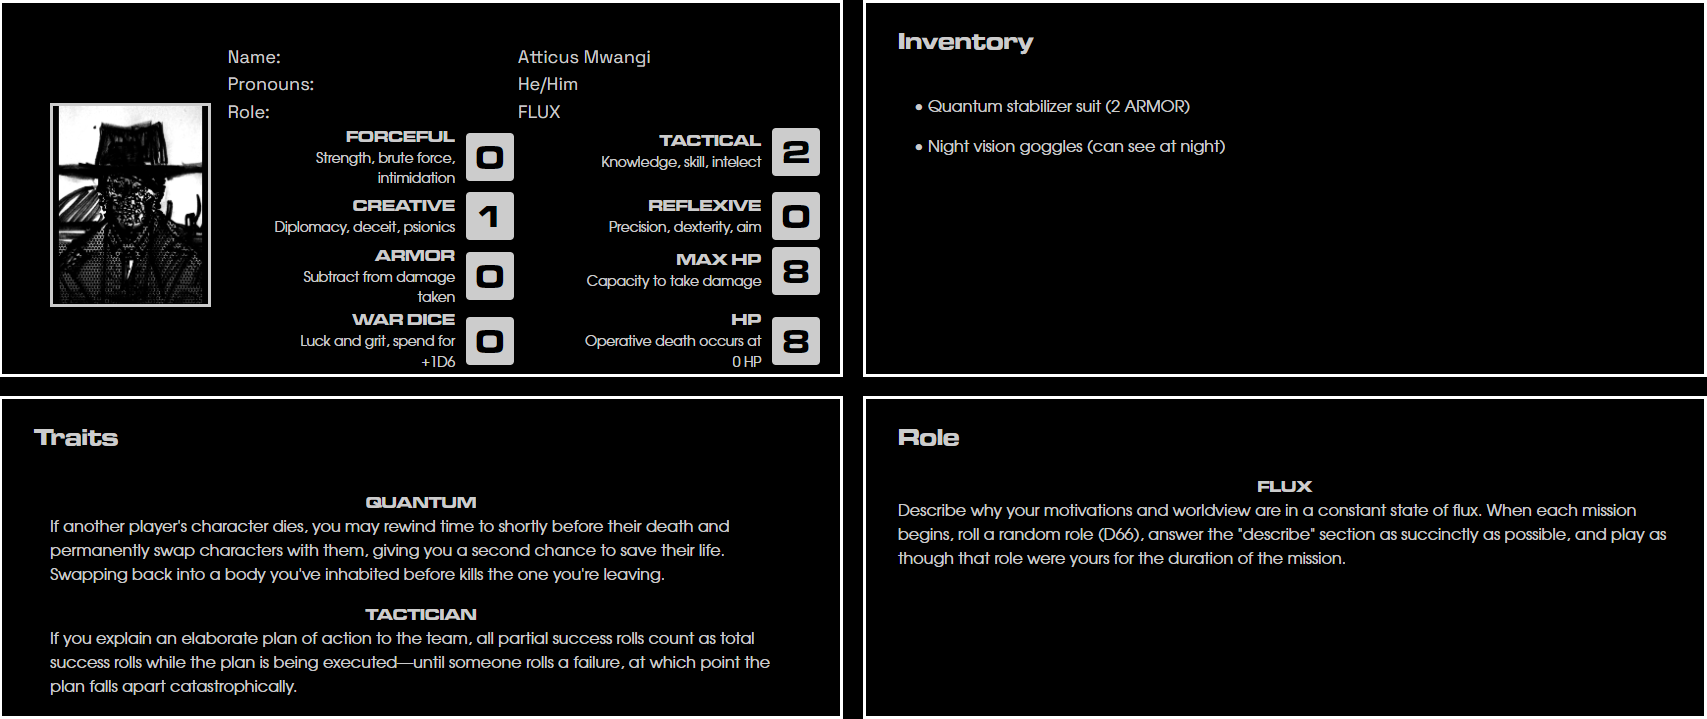 Name: Atticus Mwangi
Pronouns: He/Him
Role: FLUX
FORCEFUL
Strength, brute force,
intimidation
0
TACTICAL
Knowledge, skill, intelect
2
CREATIVE
Diplomacy, deceit, psionics
1
REFLEXIVE
Precision, dexterity, aim
0
ARMOR
Subtract from damage
taken
0
MAX HP
Capacity to take damage
8
WAR DICE
Luck and grit, spend for
+1D6
0
HP
Operative death occurs at
0 HP
8
Inventory
• Quantum stabilizer suit (2 ARMOR)
• Night vision goggles (can see at night)
Traits
QUANTUM
If another player's character dies, you may rewind time to shortly before their death and
permanently swap characters with them, giving you a second chance to save their life.
Swapping back into a body you've inhabited before kills the one you're leaving.
TACTICIAN
If you explain an elaborate plan of action to the team, all partial success rolls count as total
success rolls while the plan is being executed—until someone rolls a failure, at which point the
plan falls apart catastrophically.
Role
FLUX
Describe why your motivations and worldview are in a constant state of flux. When each mission
begins, roll a random role (D66), answer the "describe" section as succinctly as possible, and play as
though that role were yours for the duration of the mission.